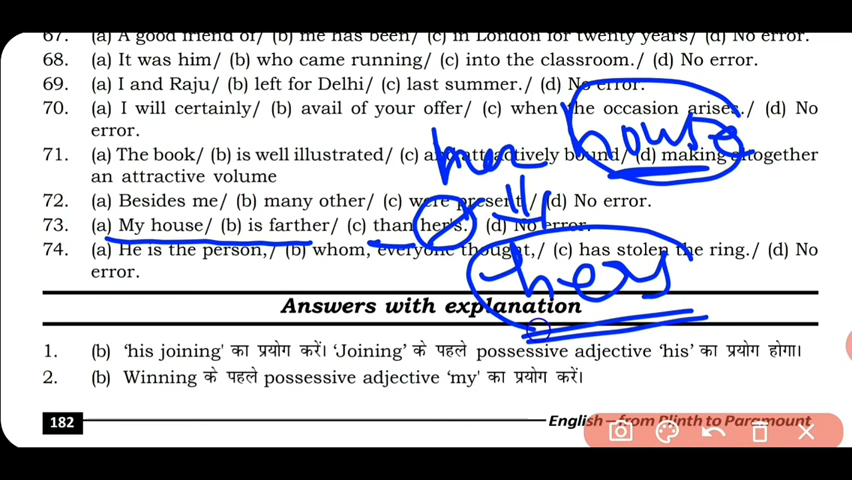 67. (a) A good friend of/ (b) me has been/ (c) in London for twenty years/ (d) No error.
68. (a) It was him/ (b) who came running/ (c) into the classroom./ (d) No error.
69. (a) I and Raju/ (b) left for Delhi/ (c) last summer./ (d) No error.
70. (a) I will certainly/ (b) avail of your offer/ (c) when the occasion arises./ (d) No
error.
house
her
71. (a) The book/ (b) is well illustrated/ (c) and attractively bound/ (d) making altogether
an attractive volume
72. (a) Besides me/ (b) many other/ (c) were present/ (d) No error.
73. (a) My house/ (b) is farther/ (c) than her's. (d) No error.
74. (a) He is the person,/ (b) whom, everyone thought,/ (c) has stolen the ring./ (d) No
error.
hers
Answers with explanation
1. (b) 'his joining' का प्रयोग करें। 'Joining' के पहले possessive adjective 'his' का प्रयोग होगा।
2. (b) Winning के पहले possessive adjective 'my' का प्रयोग करें।
182
English—from Plinth to Paramount